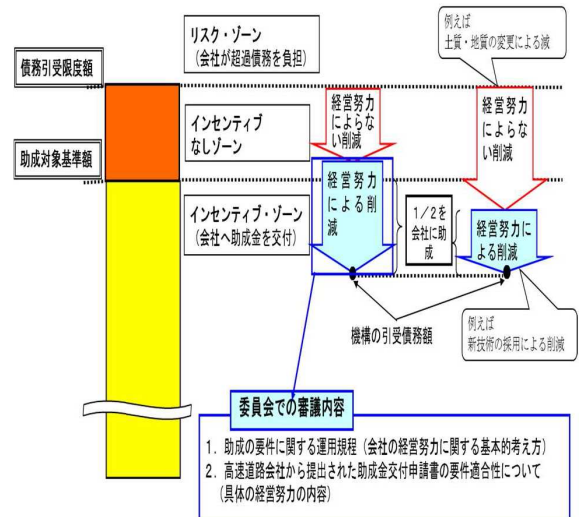 リスク・ゾーン
（会社が超過債務を負担）
例えば
土質・地質の変更による減
債務引受限度額
インセンティブ
なしゾーン
経営努力
によらな
い削減
経営努力
によらな
い削減
助成対象基準額
インセンティブ・ゾーン
（会社へ助成金を交付）
経営努力
による削
減
１／２を
会社に助
成
経営努力に
よる削減
機構の引受債務額
例えば
新技術の採用による削減
委員会での審議内容
1．助成の要件に関する運用規程（会社の経営努力に関する基本的考え方）
2．高速道路会社から提出された助成金交付申請書の要件適合性について
（具体の経営努力の内容）